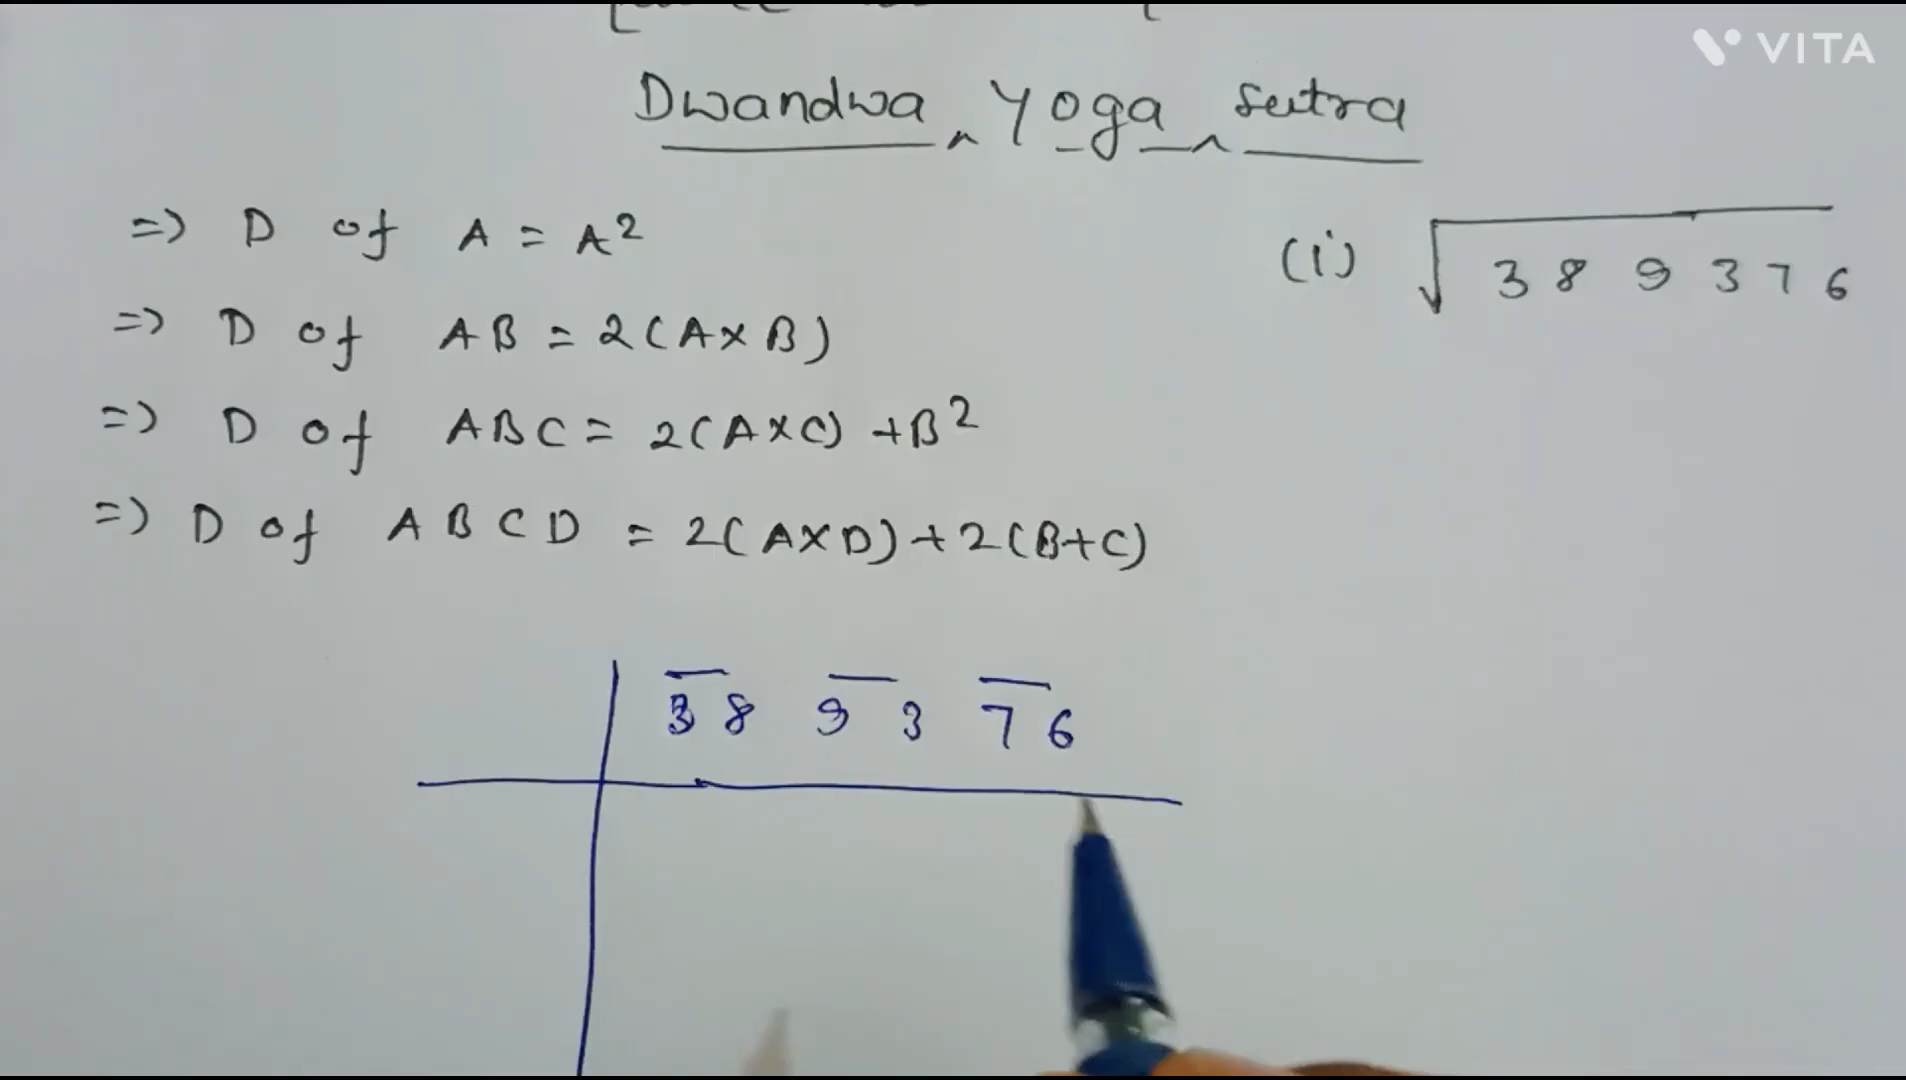 VITA
Dwandwa Yoga Sutra
=> D of A = A²
(i) √389376
=> D of AB = 2(A×B)
=> D of ABC = 2(A×C) + B²
=> D of ABCD = 2(A×D) + 2(B+C)
38 93 76